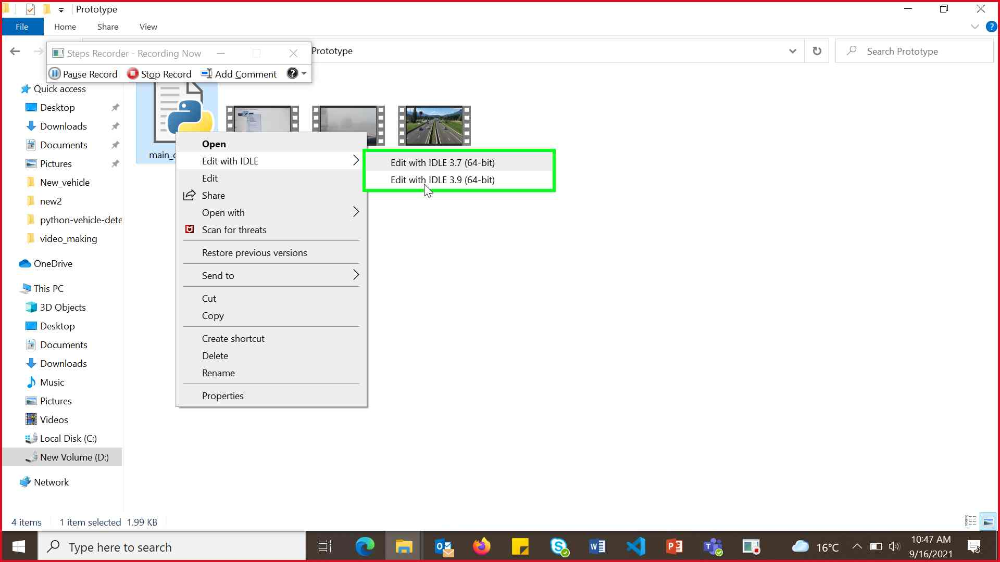 Prototype
File
Home
Share
View
Steps Recorder - Recording Now
Prototype
Search Prototype
Pause Record
Stop Record
Add Comment
Quick access
Desktop
Downloads
Documents
Pictures
New_vehicle
new2
python-vehicle-dete
video_making
OneDrive
This PC
3D Objects
Desktop
Documents
Downloads
Music
Pictures
Videos
Local Disk (C:)
New Volume (D:)
Network
main_
Open
Edit with IDLE
Edit
Share
Open with
Scan for threats
Restore previous versions
Send to
Cut
Copy
Create shortcut
Delete
Rename
Properties
Edit with IDLE 3.7 (64-bit)
Edit with IDLE 3.9 (64-bit)
4 items 1 item selected 1.99 KB
Type here to search
16°C
10:47 AM
9/16/2021